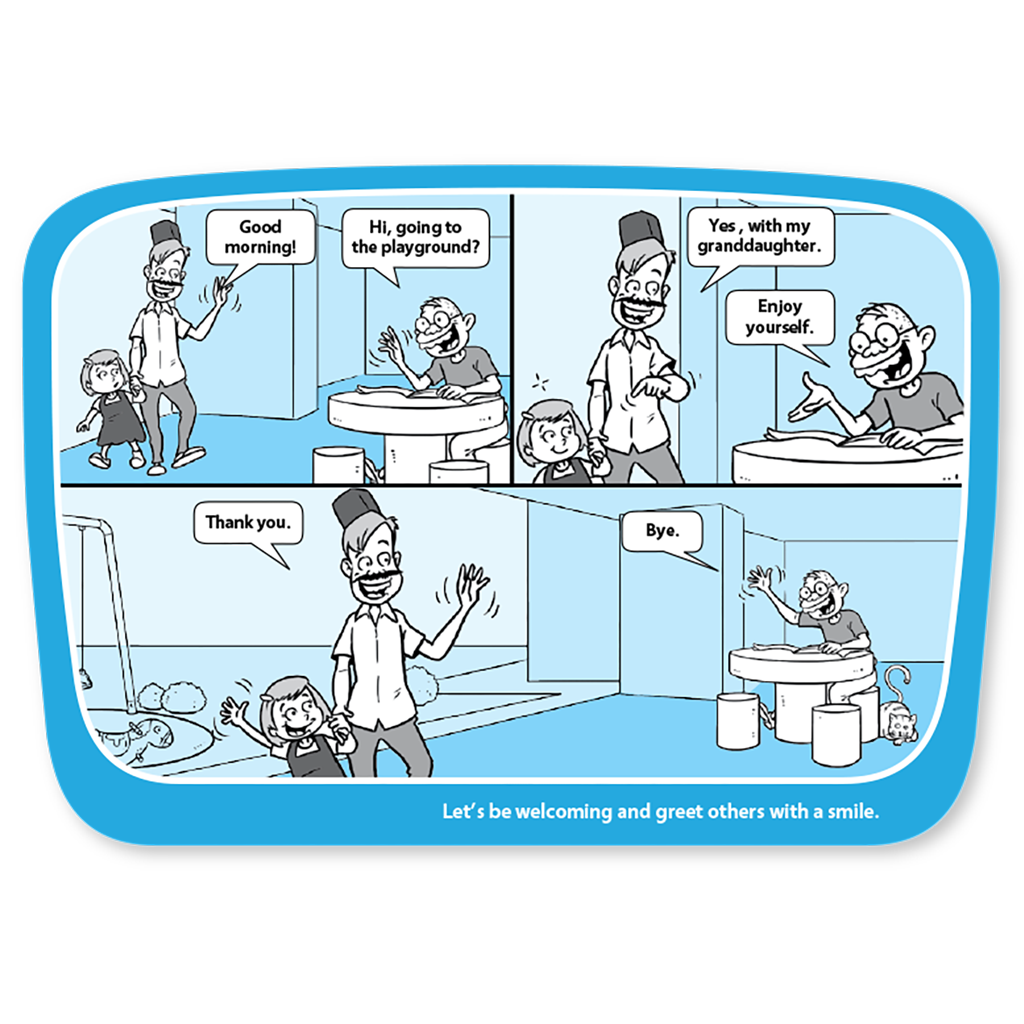 Good
morning!
Hi, going to
the playground?
Yes , with my
granddaughter.
Enjoy
yourself.
Thank you.
Bye.
Let's be welcoming and greet others with a smile.